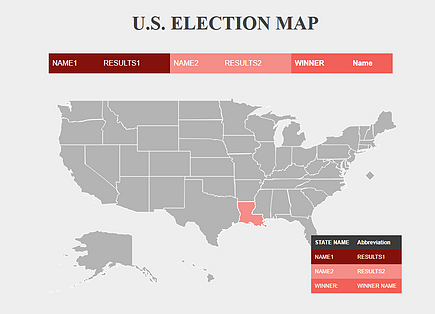 U.S. ELECTION MAP
NAME1 RESULTS1 NAME2 RESULTS2 WINNER Name
STATE NAME Abbreviation
NAME1 RESULTS1
NAME2 RESULTS2
WINNER WINNER NAME